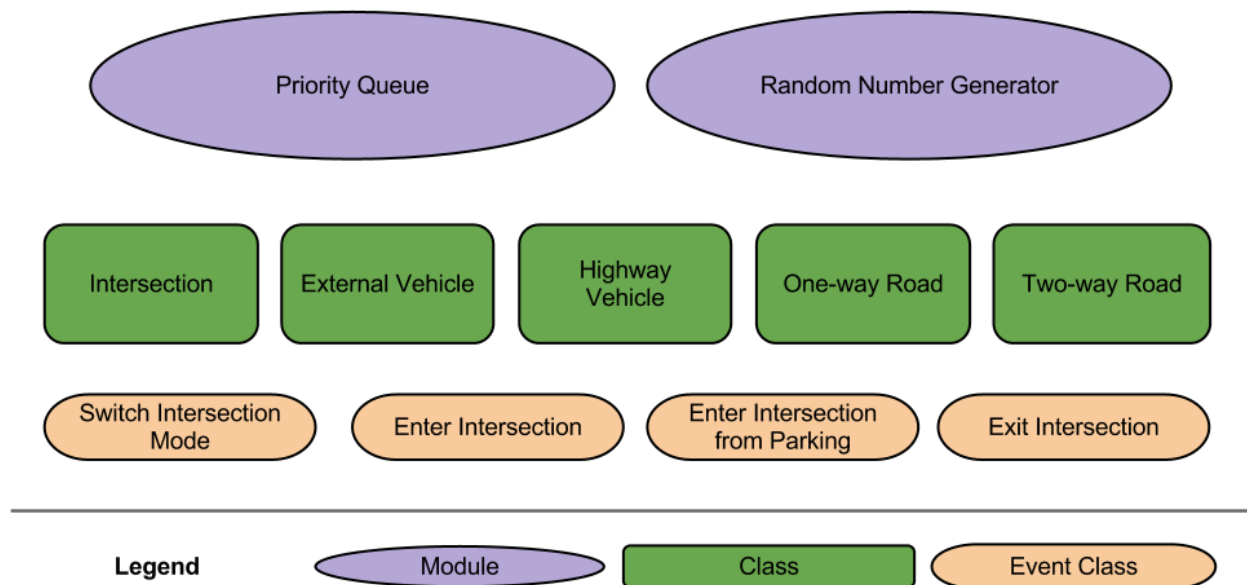 Priority Queue
Random Number Generator
Intersection
External Vehicle
Highway
Vehicle
One-way Road
Two-way Road
Switch Intersection
Mode
Enter Intersection
Enter Intersection
from Parking
Exit Intersection
Legend
Module
Class
Event Class